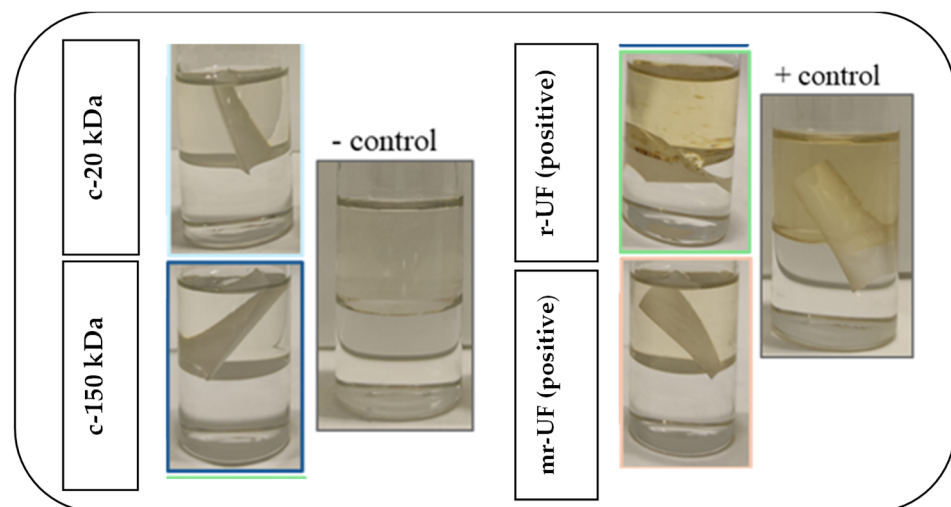 c-20 kDa
- control
c-150 kDa
r-UF (positive)
+ control
mr-UF (positive)